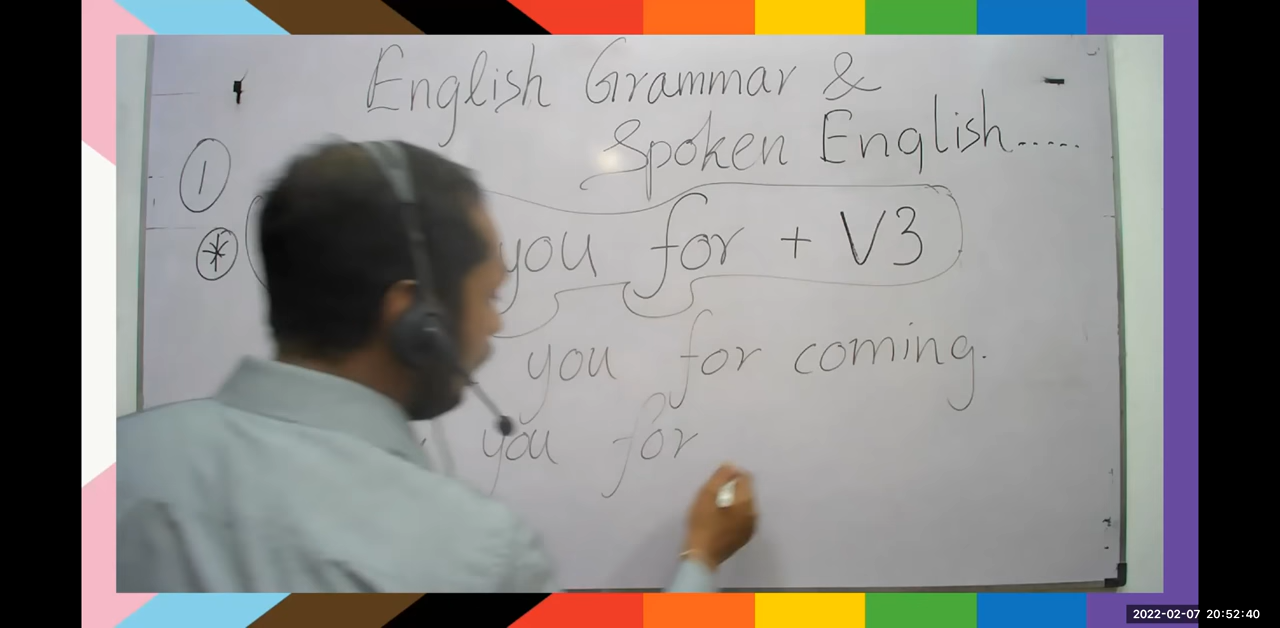 English Grammar &
Spoken English.....
1
* you for + V3
you for coming.
you for
2022-02-07 20:52:40